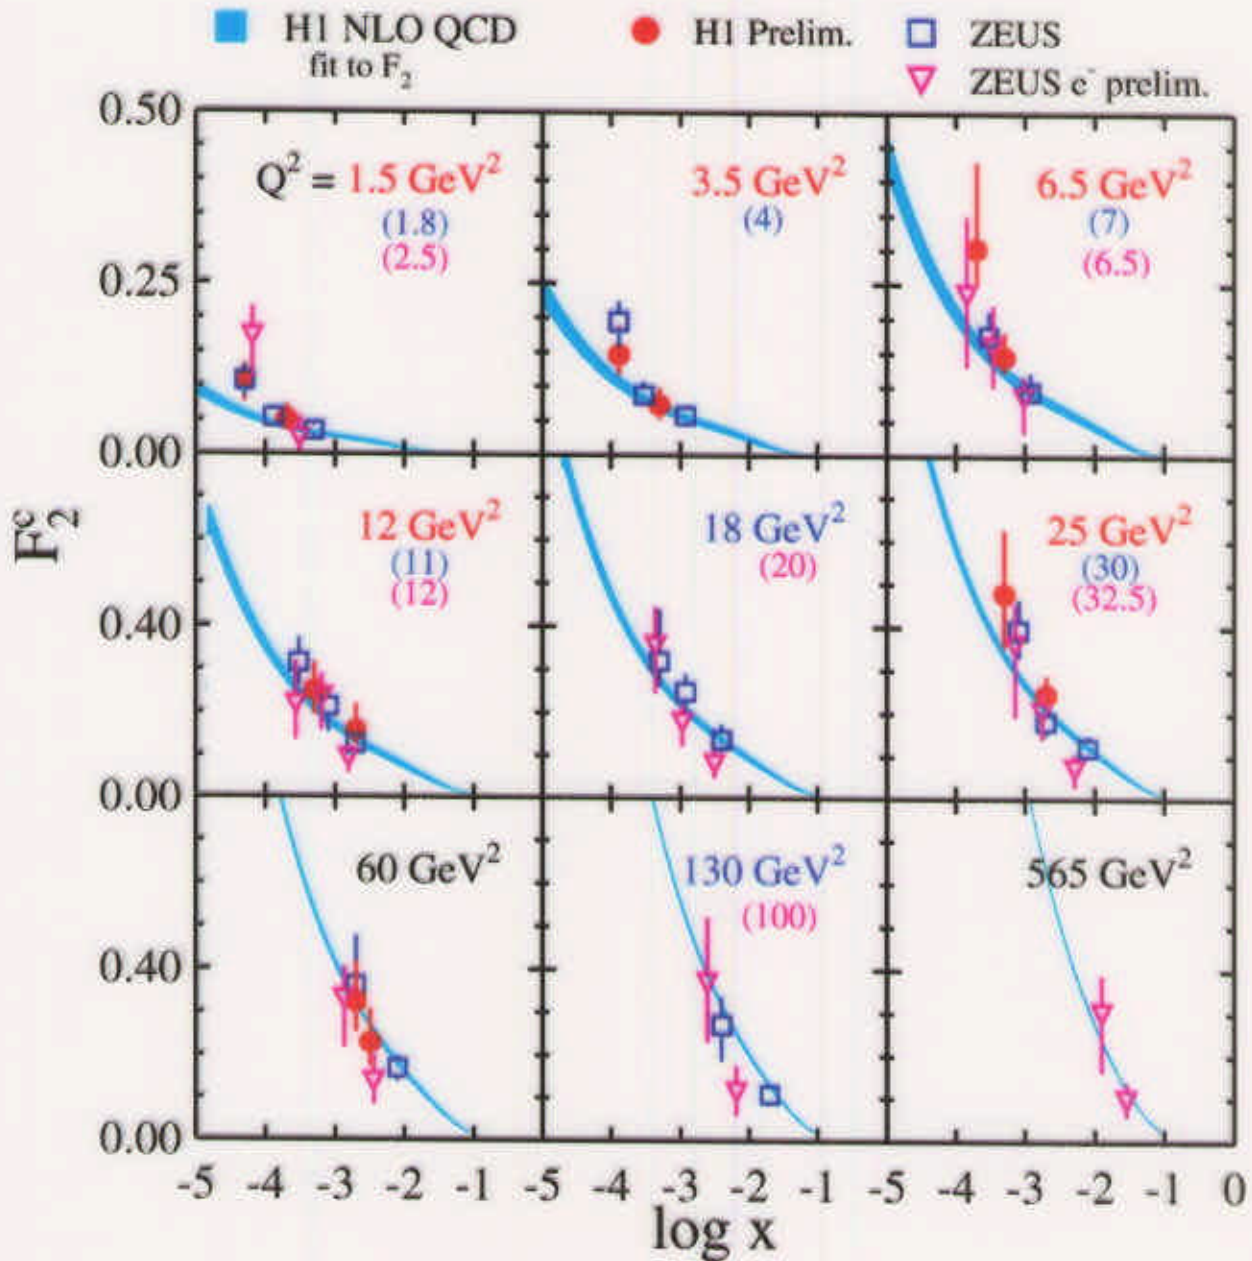 H1 NLO QCD H1 Prelim. ZEUS
fit to F₂ ZEUS e⁻ prelim.
0.50
Q² = 1.5 GeV² 3.5 GeV² 6.5 GeV²
(1.8) (4) (7)
(2.5) (6.5)
0.25
0.00
12 GeV² 18 GeV² 25 GeV²
(11) (20) (30)
(12) (32.5)
F₂ᶜ
0.40
0.00
60 GeV² 130 GeV² 565 GeV²
(100)
0.40
0.00
-5 -4 -3 -2 -1 -5 -4 -3 -2 -1 -5 -4 -3 -2 -1 0
log x